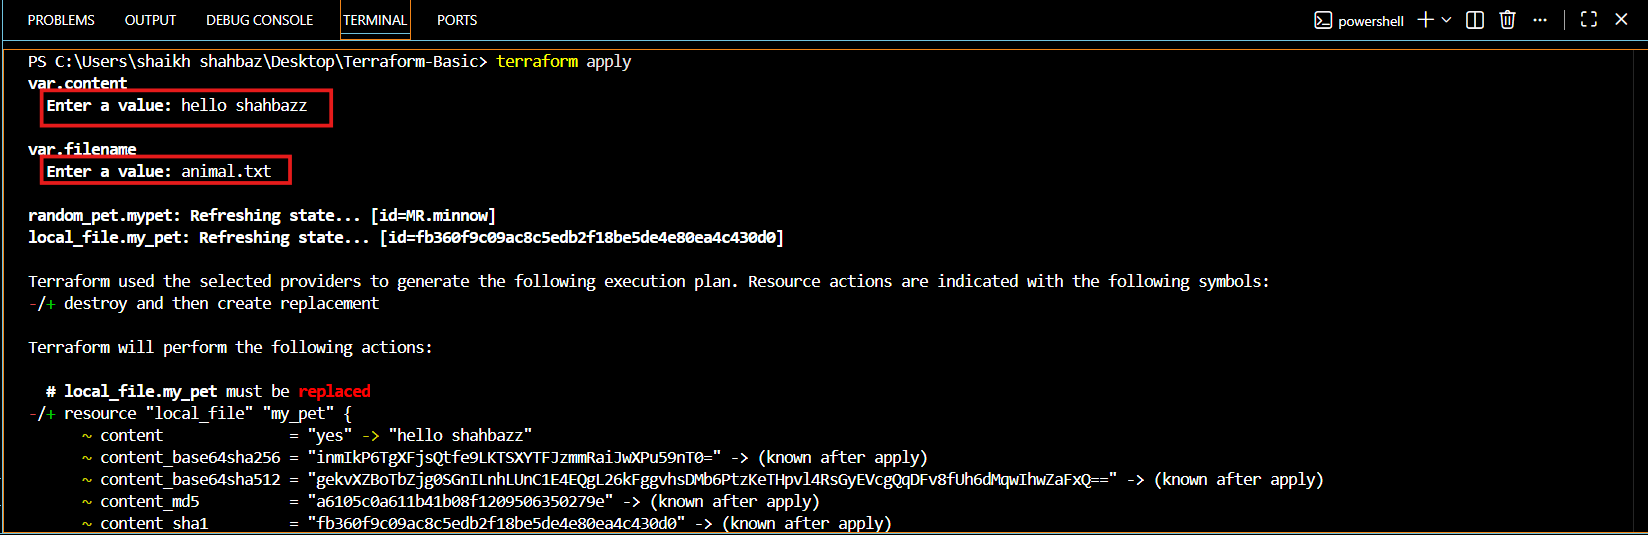 PROBLEMS OUTPUT DEBUG CONSOLE TERMINAL PORTS powershell
PS C:\Users\shaikh shahbaz\Desktop\Terraform-Basic> terraform apply
var.content
Enter a value: hello shahbazz
var.filename
Enter a value: animal.txt
random_pet.mypet: Refreshing state... [id=MR.minnow]
local_file.my_pet: Refreshing state... [id=fb360f9c09ac8c5edb2f18be5de4e80ea4c430d0]
Terraform used the selected providers to generate the following execution plan. Resource actions are indicated with the following symbols:
-/+ destroy and then create replacement
Terraform will perform the following actions:
# local_file.my_pet must be replaced
-/+ resource "local_file" "my_pet" {
~ content = "yes" -> "hello shahbazz"
~ content_base64sha256 = "inmIkP6TgXFjsQtfe9LKTSXYTFJzmmRaiJwXPu59nT0=" -> (known after apply)
~ content_base64sha512 = "gekvXZBoTbZjg0SGnILnhLUnC1E4EQgL26kFggvhsDMb6PtzKeTHpvl4RsGyEVcgQqDFv8fUh6dMqwIhwZaFxQ==" -> (known after apply)
~ content_md5 = "a6105c0a611b41b08f1209506350279e" -> (known after apply)
~ content_sha1 = "fb360f9c09ac8c5edb2f18be5de4e80ea4c430d0" -> (known after apply)